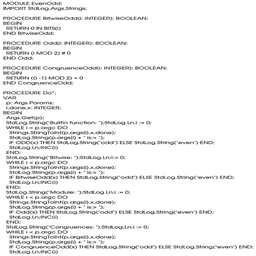 MODULE EvenOdd;
IMPORT StdLog,Args,Strings;
PROCEDURE BitwiseOdd(i: INTEGER): BOOLEAN;
BEGIN
RETURN 0 IN BITS(i)
END BitwiseOdd;
PROCEDURE Odd(i: INTEGER): BOOLEAN;
BEGIN
RETURN (i MOD 2) # 0
END Odd;
PROCEDURE CongruenceOdd(i: INTEGER): BOOLEAN;
BEGIN
RETURN ((i -1) MOD 2) = 0
END CongruenceOdd;
PROCEDURE Do*;
VAR
p: Args.Params;
i,done,x: INTEGER;
BEGIN
Args.Get(p);
StdLog.String("Builtin function: ");StdLog.Ln;i := 0;
WHILE i < p.argc DO
Strings.StringToInt(p.args[i],x,done);
StdLog.String(p.args[i] + " is:> ");
IF ODD(x) THEN StdLog.String("odd") ELSE StdLog.String("even") END;
StdLog.Ln;INC(i)
END;
StdLog.String("Bitwise: ");StdLog.Ln;i:= 0;
WHILE i < p.argc DO
Strings.StringToInt(p.args[i],x,done);
StdLog.String(p.args[i] + " is:> ");
IF BitwiseOdd(x) THEN StdLog.String("odd") ELSE StdLog.String("even") END;
StdLog.Ln;INC(i)
END;
StdLog.String("Module: ");StdLog.Ln;i := 0;
WHILE i < p.argc DO
Strings.StringToInt(p.args[i],x,done);
StdLog.String(p.args[i] + " is:> ");
IF Odd(x) THEN StdLog.String("odd") ELSE StdLog.String("even") END;
StdLog.Ln;INC(i)
END;
StdLog.String("Congruences: ");StdLog.Ln;i := 0;
WHILE i < p.argc DO
Strings.StringToInt(p.args[i],x,done);
StdLog.String(p.args[i] + " is:> ");
IF CongruenceOdd(x) THEN StdLog.String("odd") ELSE StdLog.String("even") END;
StdLog.Ln;INC(i)